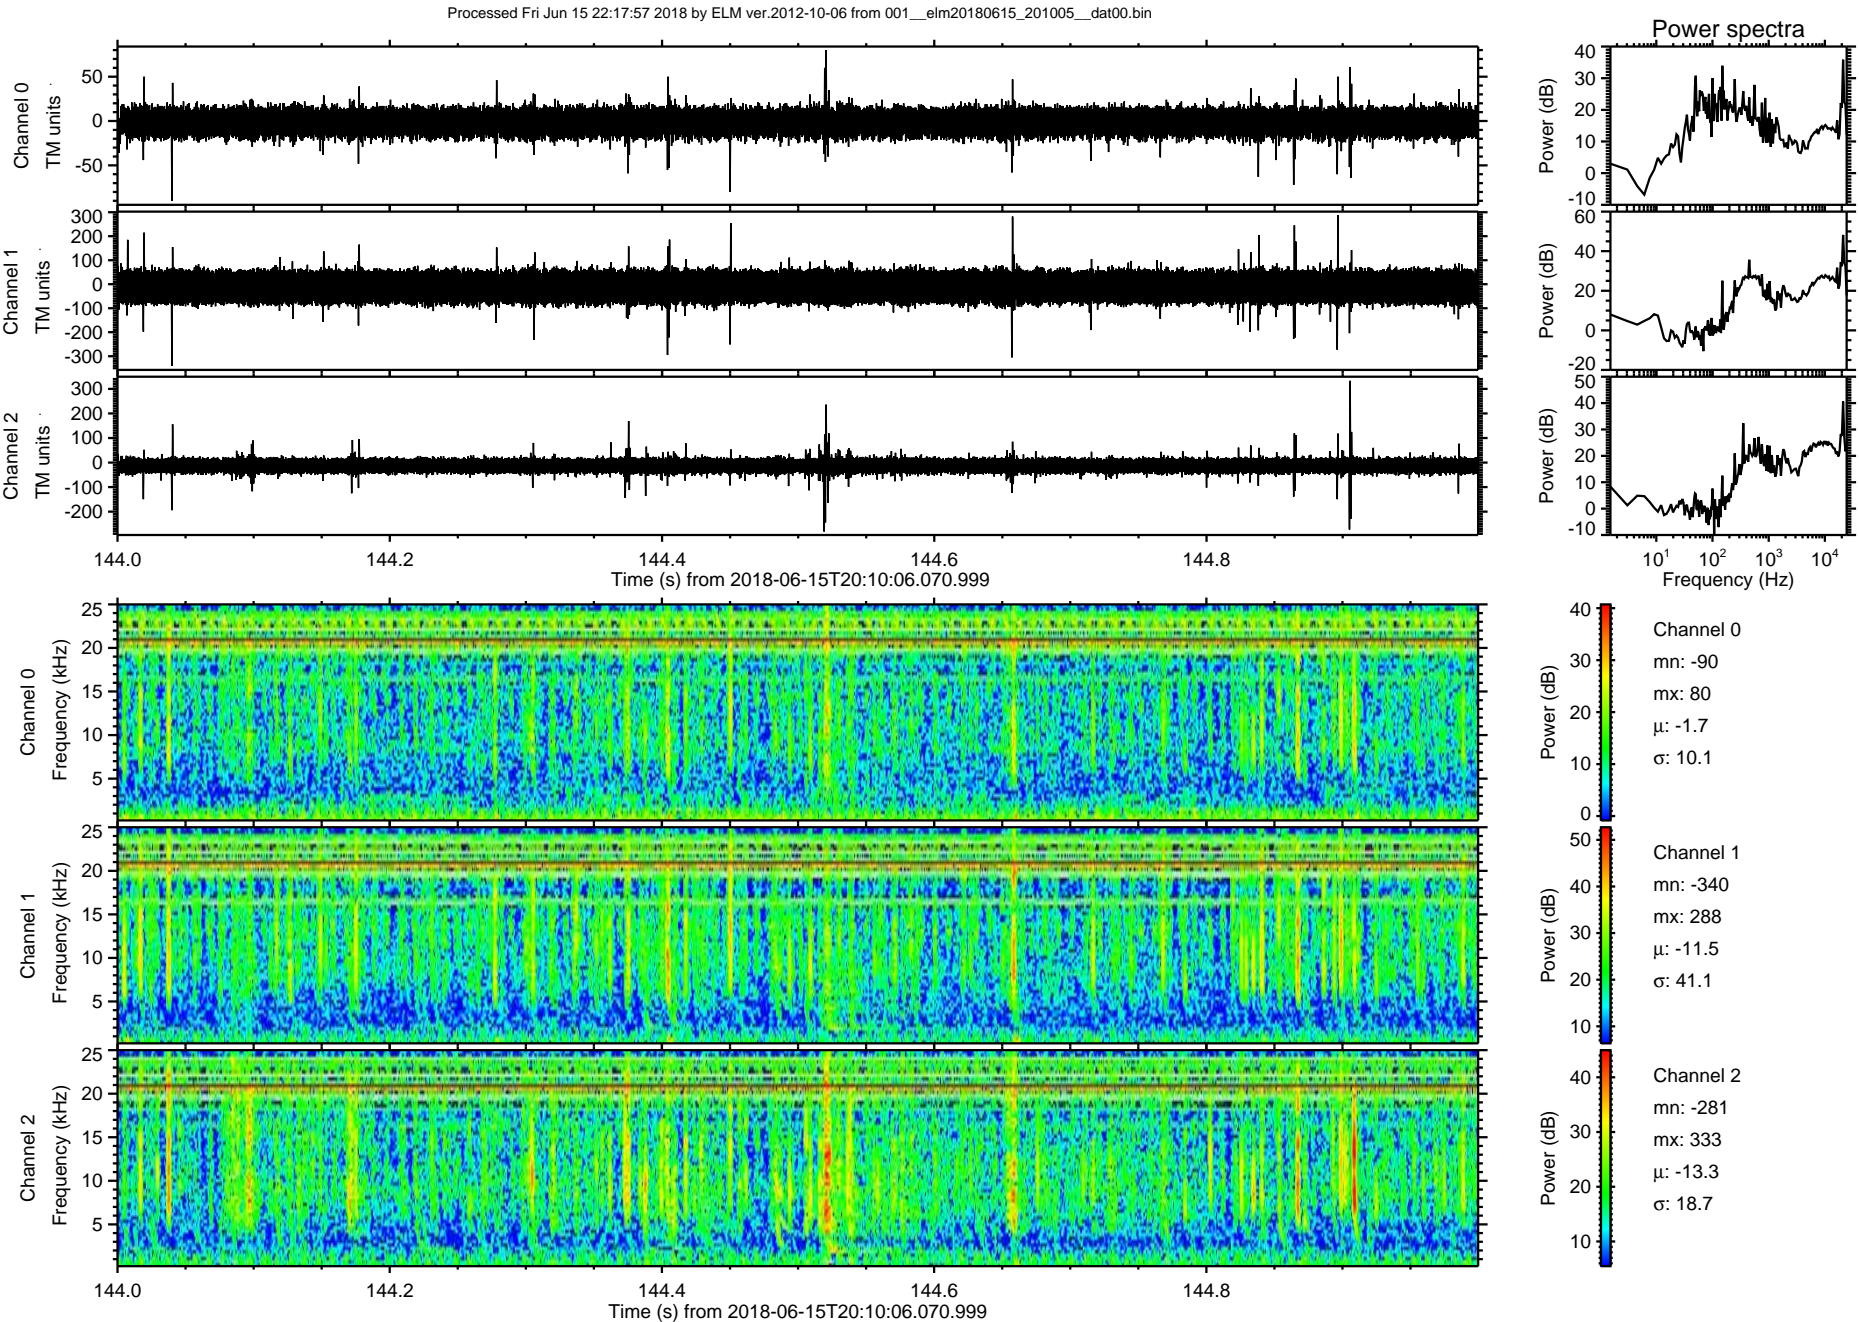 Processed Fri Jun 15 22:17:57 2018 by ELM ver.2012-10-06 from 001__elm20180615_201005__dat00.bin
Power spectra
Channel 0
TM units
50
0
-50
Power (dB)
40
30
20
10
0
-10
Channel 1
TM units
300
200
100
0
-100
-200
-300
Power (dB)
60
40
20
0
-20
Channel 2
TM units
300
200
100
0
-100
-200
Power (dB)
50
40
30
20
10
0
-10
144.0 144.2 144.4 144.6 144.8
Time (s) from 2018-06-15T20:10:06.070.999
10¹ 10² 10³ 10⁴
Frequency (Hz)
Channel 0
Frequency (kHz)
25
20
15
10
5
Power (dB)
40
30
20
10
0
Channel 0
mn: -90
mx: 80
μ: -1.7
σ: 10.1
Channel 1
Frequency (kHz)
25
20
15
10
5
Power (dB)
50
40
30
20
10
Channel 1
mn: -340
mx: 288
μ: -11.5
σ: 41.1
Channel 2
Frequency (kHz)
25
20
15
10
5
Power (dB)
40
30
20
10
Channel 2
mn: -281
mx: 333
μ: -13.3
σ: 18.7
144.0 144.2 144.4 144.6 144.8
Time (s) from 2018-06-15T20:10:06.070.999